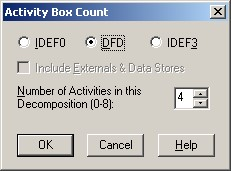 Activity Box Count
IDEF0 DFD IDEF3
Include Externals & Data Stores
Number of Activities in this
Decomposition (0-8): 4
OK Cancel Help